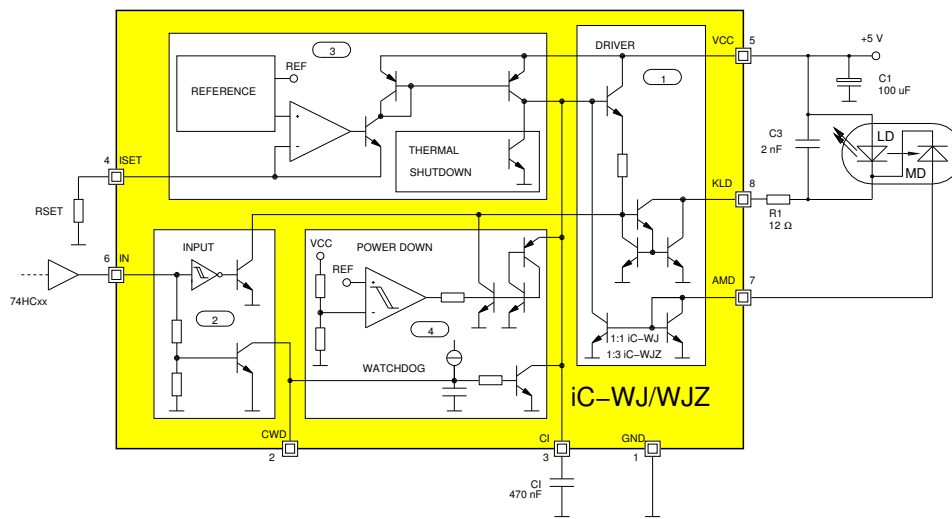 DRIVER
VCC
5
+5 V
3
1
REF
REFERENCE
+
-
C1
100 uF
C3
2 nF
LD
MD
THERMAL
SHUTDOWN
4
ISET
RSET
KLD
8
R1
12 Ω
INPUT
VCC
POWER DOWN
REF
6
IN
AMD
7
+
-
74HCxx
2
4
1:1 iC-WJ
1:3 iC-WJZ
WATCHDOG
iC-WJ/WJZ
CWD
CI
GND
2
3
1
CI
470 nF